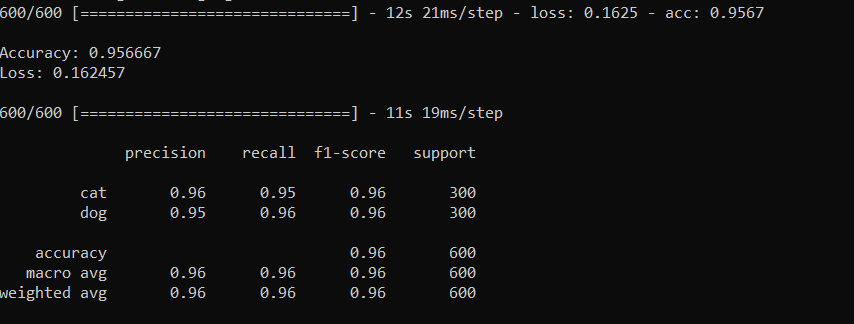 600/600 [==============================] - 12s 21ms/step - loss: 0.1625 - acc: 0.9567
Accuracy: 0.956667
Loss: 0.162457
600/600 [==============================] - 11s 19ms/step
precision recall f1-score support
cat 0.96 0.95 0.96 300
dog 0.95 0.96 0.96 300
accuracy 0.96 600
macro avg 0.96 0.96 0.96 600
weighted avg 0.96 0.96 0.96 600